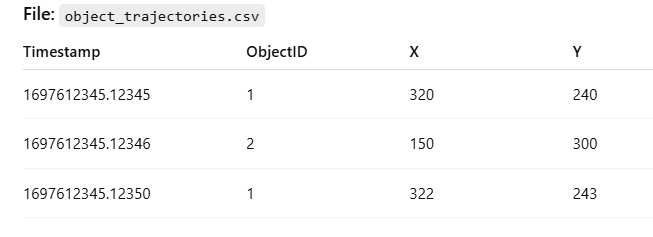 File: object_trajectories.csv
Timestamp ObjectID X Y
1697612345.12345 1 320 240
1697612345.12346 2 150 300
1697612345.12350 1 322 243